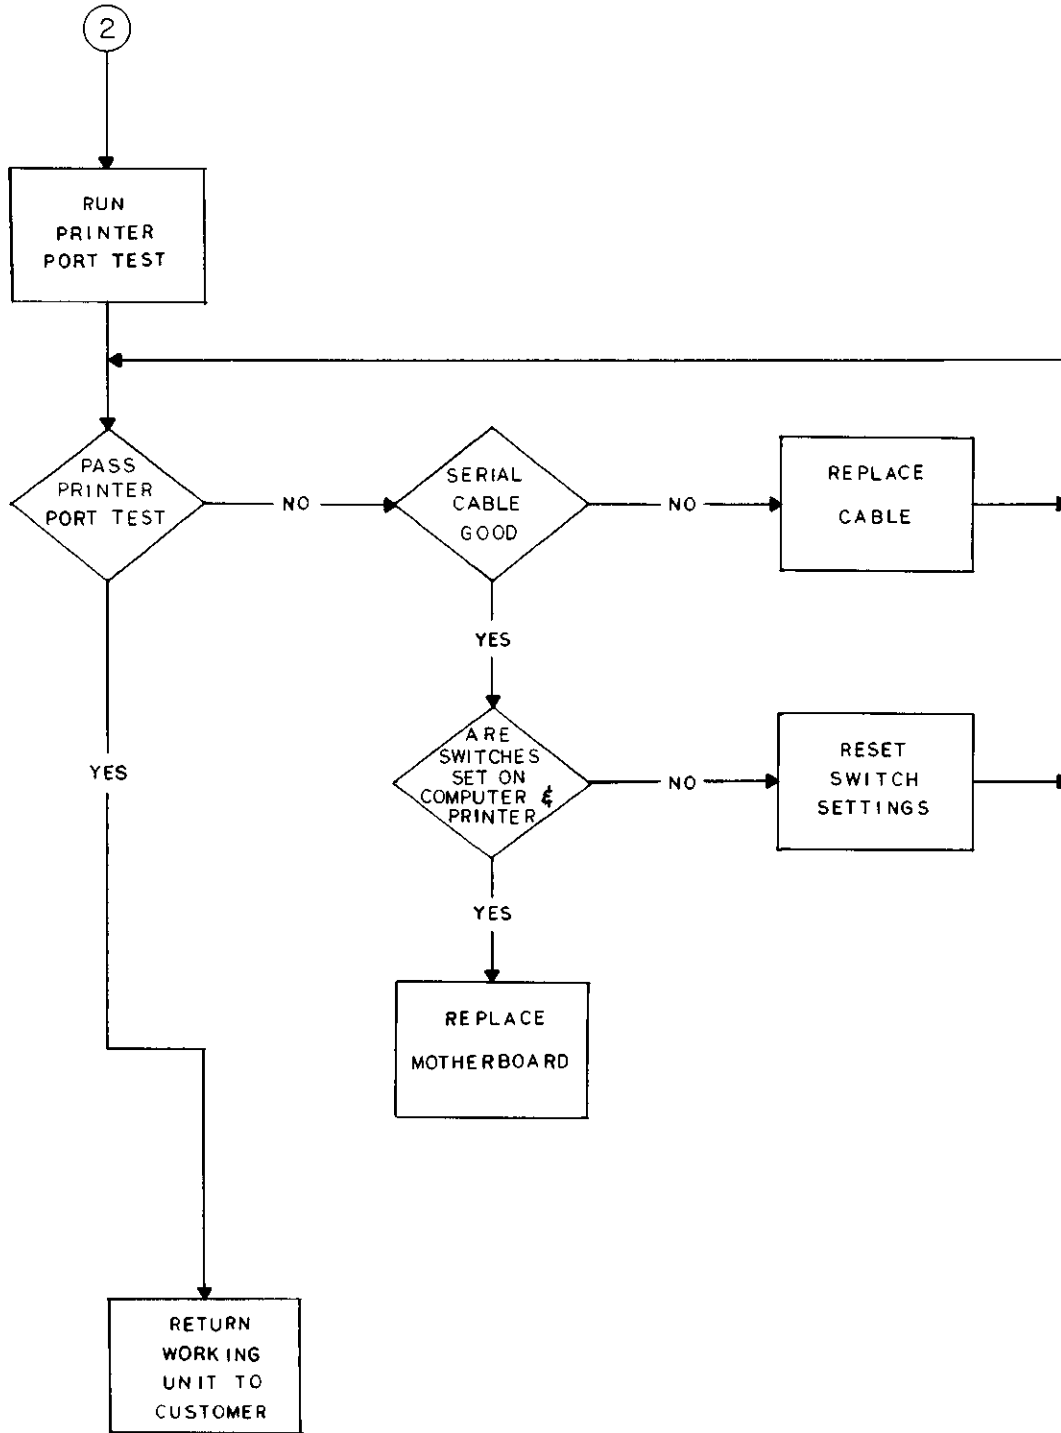 2
RUN
PRINTER
PORT TEST
PASS
PRINTER
PORT TEST
NO
SERIAL
CABLE
GOOD
NO
REPLACE
CABLE
YES
ARE
SWITCHES
SET ON
COMPUTER &
PRINTER
NO
RESET
SWITCH
SETTINGS
YES
YES
REPLACE
MOTHERBOARD
RETURN
WORKING
UNIT TO
CUSTOMER